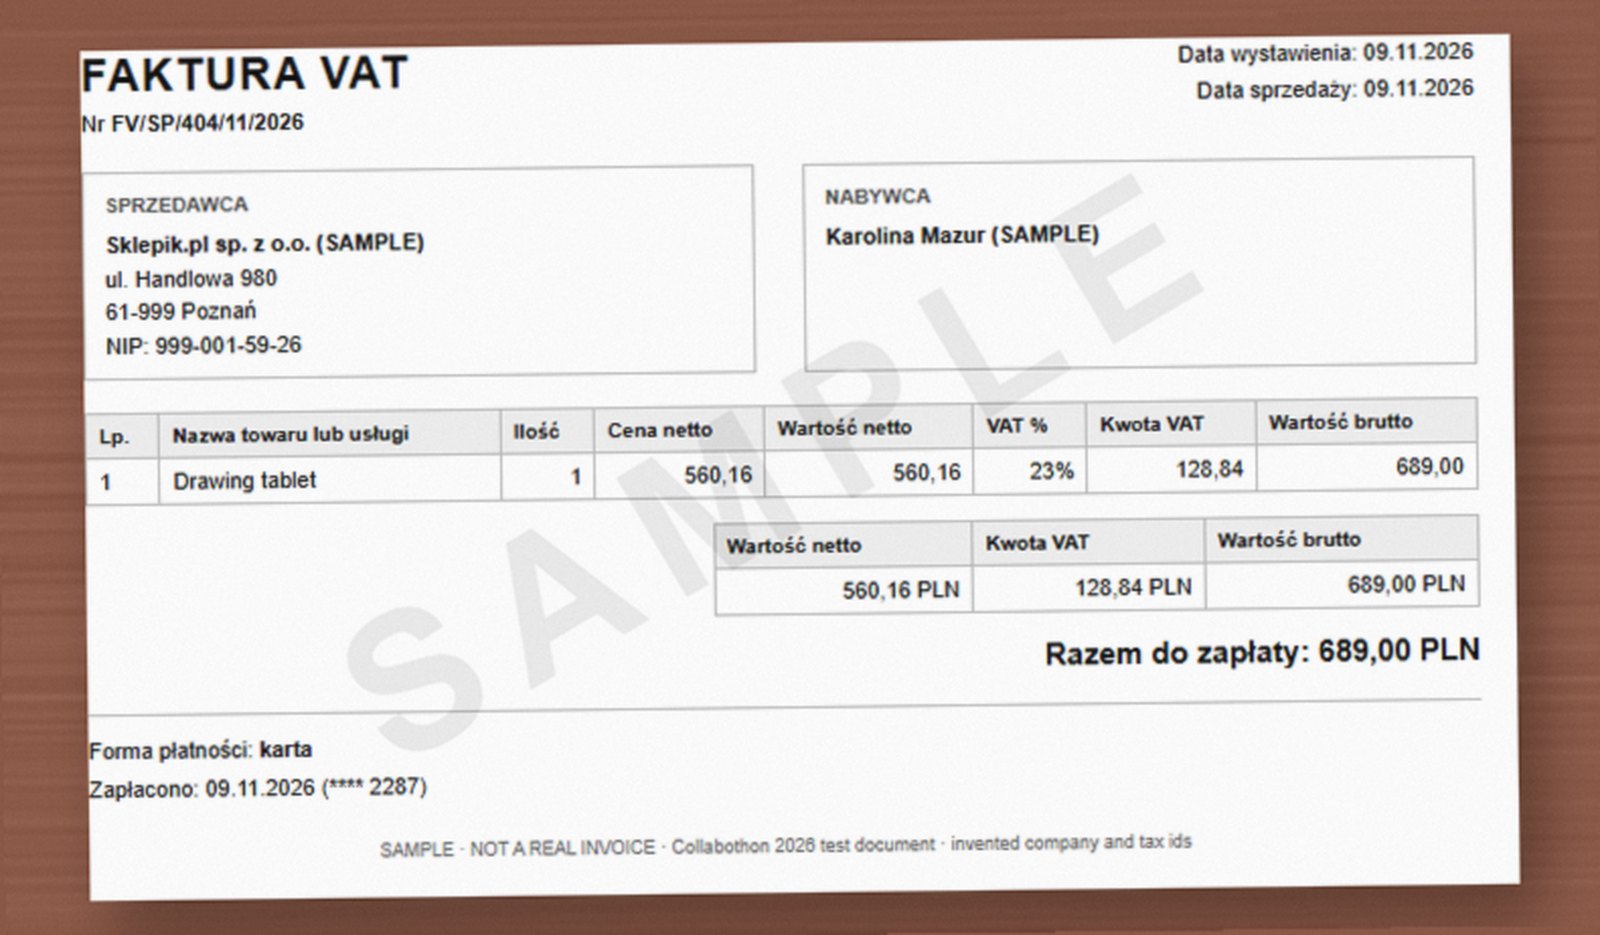 FAKTURA VAT
Nr FV/SP/404/11/2026
Data wystawienia: 09.11.2026
Data sprzedaży: 09.11.2026
SPRZEDAWCA
Sklepik.pl sp. z o.o. (SAMPLE)
ul. Handlowa 980
61-999 Poznań
NIP: 999-001-59-26
NABYWCA
Karolina Mazur (SAMPLE)
Lp. Nazwa towaru lub usługi Ilość Cena netto Wartość netto VAT % Kwota VAT Wartość brutto
1 Drawing tablet 1 560,16 560,16 23% 128,84 689,00
Wartość netto Kwota VAT Wartość brutto
560,16 PLN 128,84 PLN 689,00 PLN
Razem do zapłaty: 689,00 PLN
Forma płatności: karta
Zapłacono: 09.11.2026 (**** 2287)
SAMPLE · NOT A REAL INVOICE · Collabothon 2026 test document · invented company and tax ids
SAMPLE